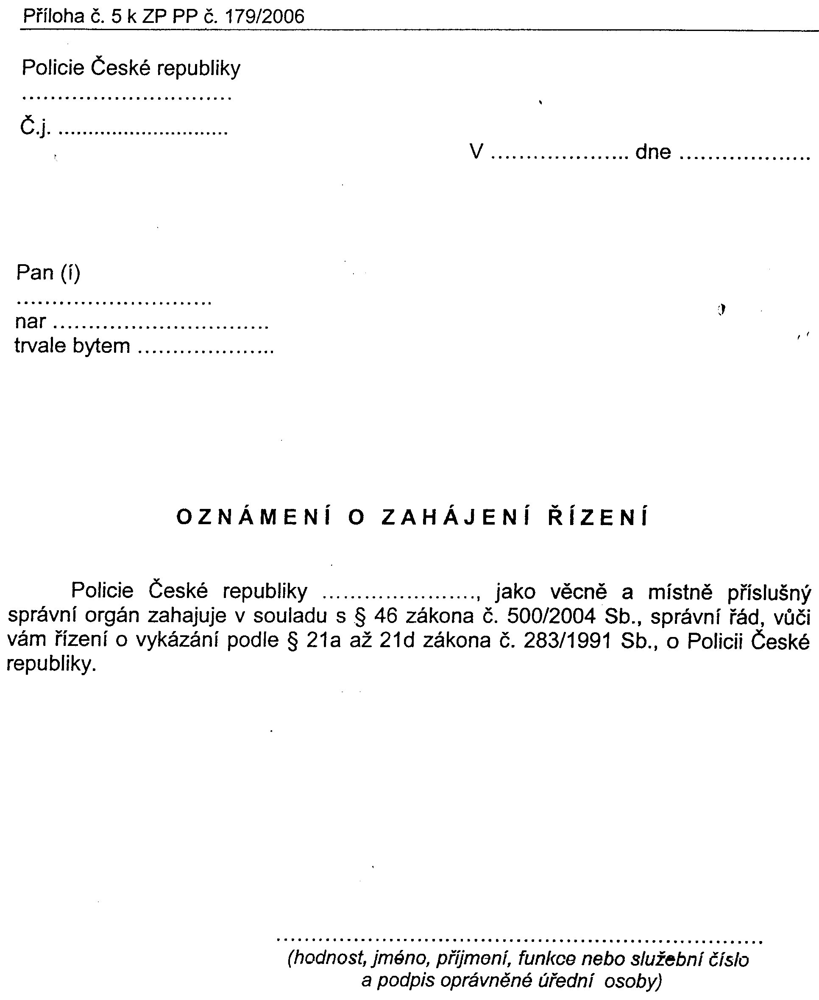 Příloha č. 5 k ZP PP č. 179/2006
Policie České republiky
..............................
Č.j. ............................
V .................... dne ...................
Pan (í)
............................
nar ...............................
trvale bytem ....................
OZNÁMENÍ O ZAHÁJENÍ ŘÍZENÍ
Policie České republiky ......................, jako věcně a místně příslušný
správní orgán zahajuje v souladu s § 46 zákona č. 500/2004 Sb., správní řád, vůči
vám řízení o vykázání podle § 21a až 21d zákona č. 283/1991 Sb., o Policii České
republiky.
.....................................................................
(hodnost, jméno, příjmení, funkce nebo služební číslo
a podpis oprávněné úřední osoby)